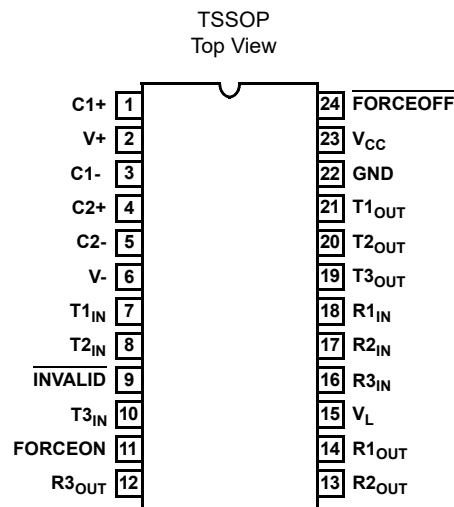 TSSOP
Top View
C1+ 1 24 FORCEOFF
V+ 2 23 VCC
C1- 3 22 GND
C2+ 4 21 T1OUT
C2- 5 20 T2OUT
V- 6 19 T3OUT
T1IN 7 18 R1IN
T2IN 8 17 R2IN
INVALID 9 16 R3IN
T3IN 10 15 VL
FORCEON 11 14 R1OUT
R3OUT 12 13 R2OUT